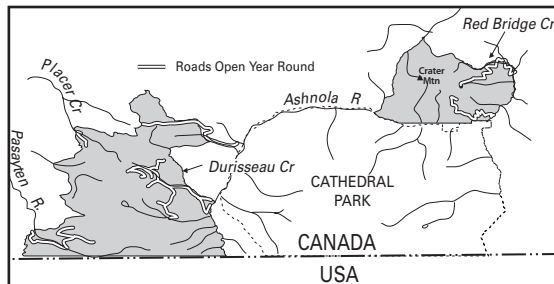 Red Bridge Cr
Crater
Mtn
Roads Open Year Round
Placer Cr
Ashnola R
Pasayten R.
Durisseau Cr
CATHEDRAL
PARK
CANADA
USA